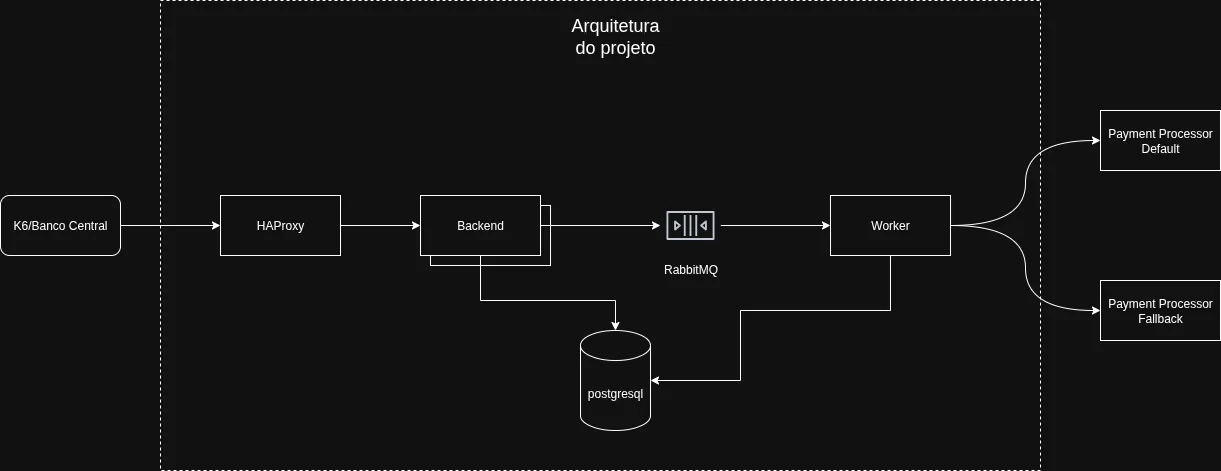 Arquitetura
do projeto
Payment Processor
Default
K6/Banco Central
HAProxy
Backend
RabbitMQ
Worker
Payment Processor
Fallback
postgresql